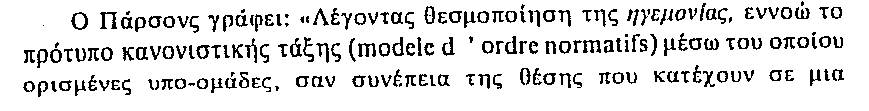 Ο Πάρσονς γράφει: «Λέγοντας θεσμοποίηση της ηγεμονίας, εννοώ το
πρότυπο κανονιστικής τάξης (modele d ' ordre normatifs) μέσω του οποίου
ορισμένες υπο-ομάδες, σαν συνέπεια της θέσης που κατέχουν σε μια